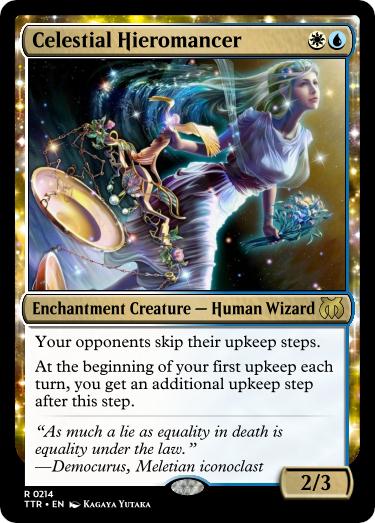 Celestial Hieromancer
Enchantment Creature — Human Wizard
Your opponents skip their upkeep steps.
At the beginning of your first upkeep each
turn, you get an additional upkeep step
after this step.
“As much a lie as equality in death is
equality under the law.”
—Democurus, Meletian iconoclast
2/3
R 0214
TTR • EN Kagaya Yutaka